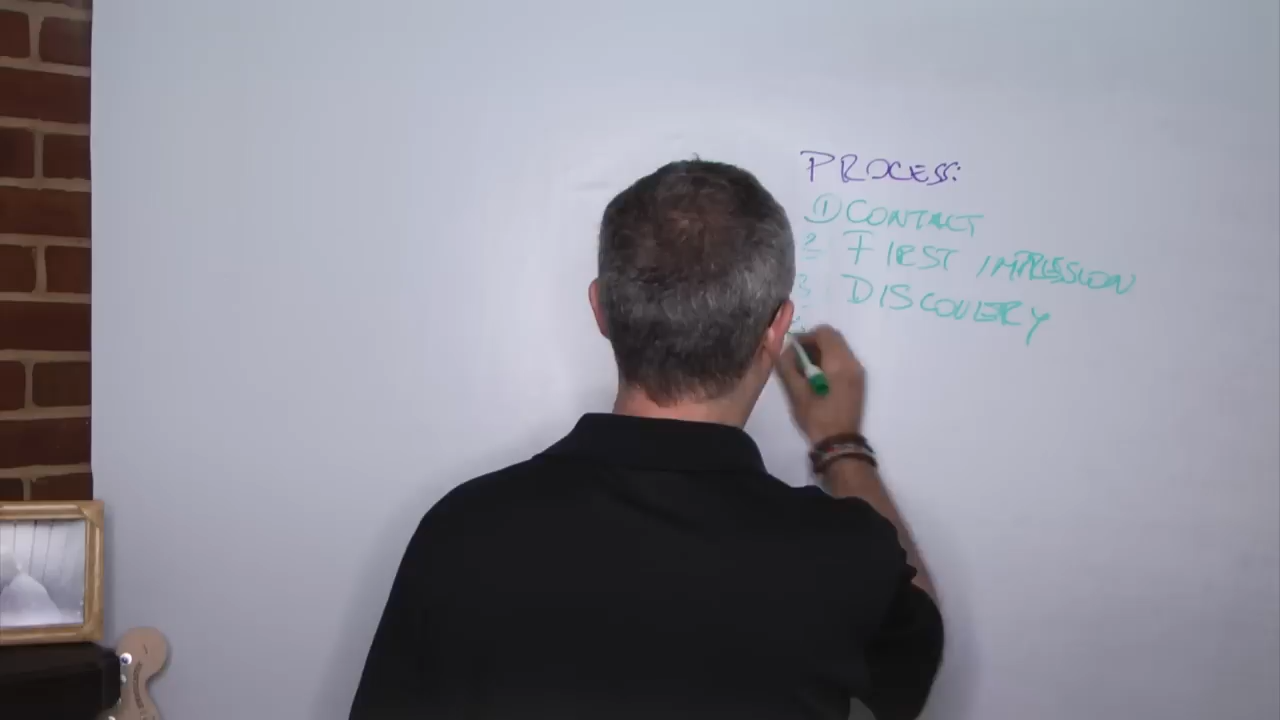 PROCESS:
① CONTACT
2 FIRST IMPRESSION
3 DISCOVERY